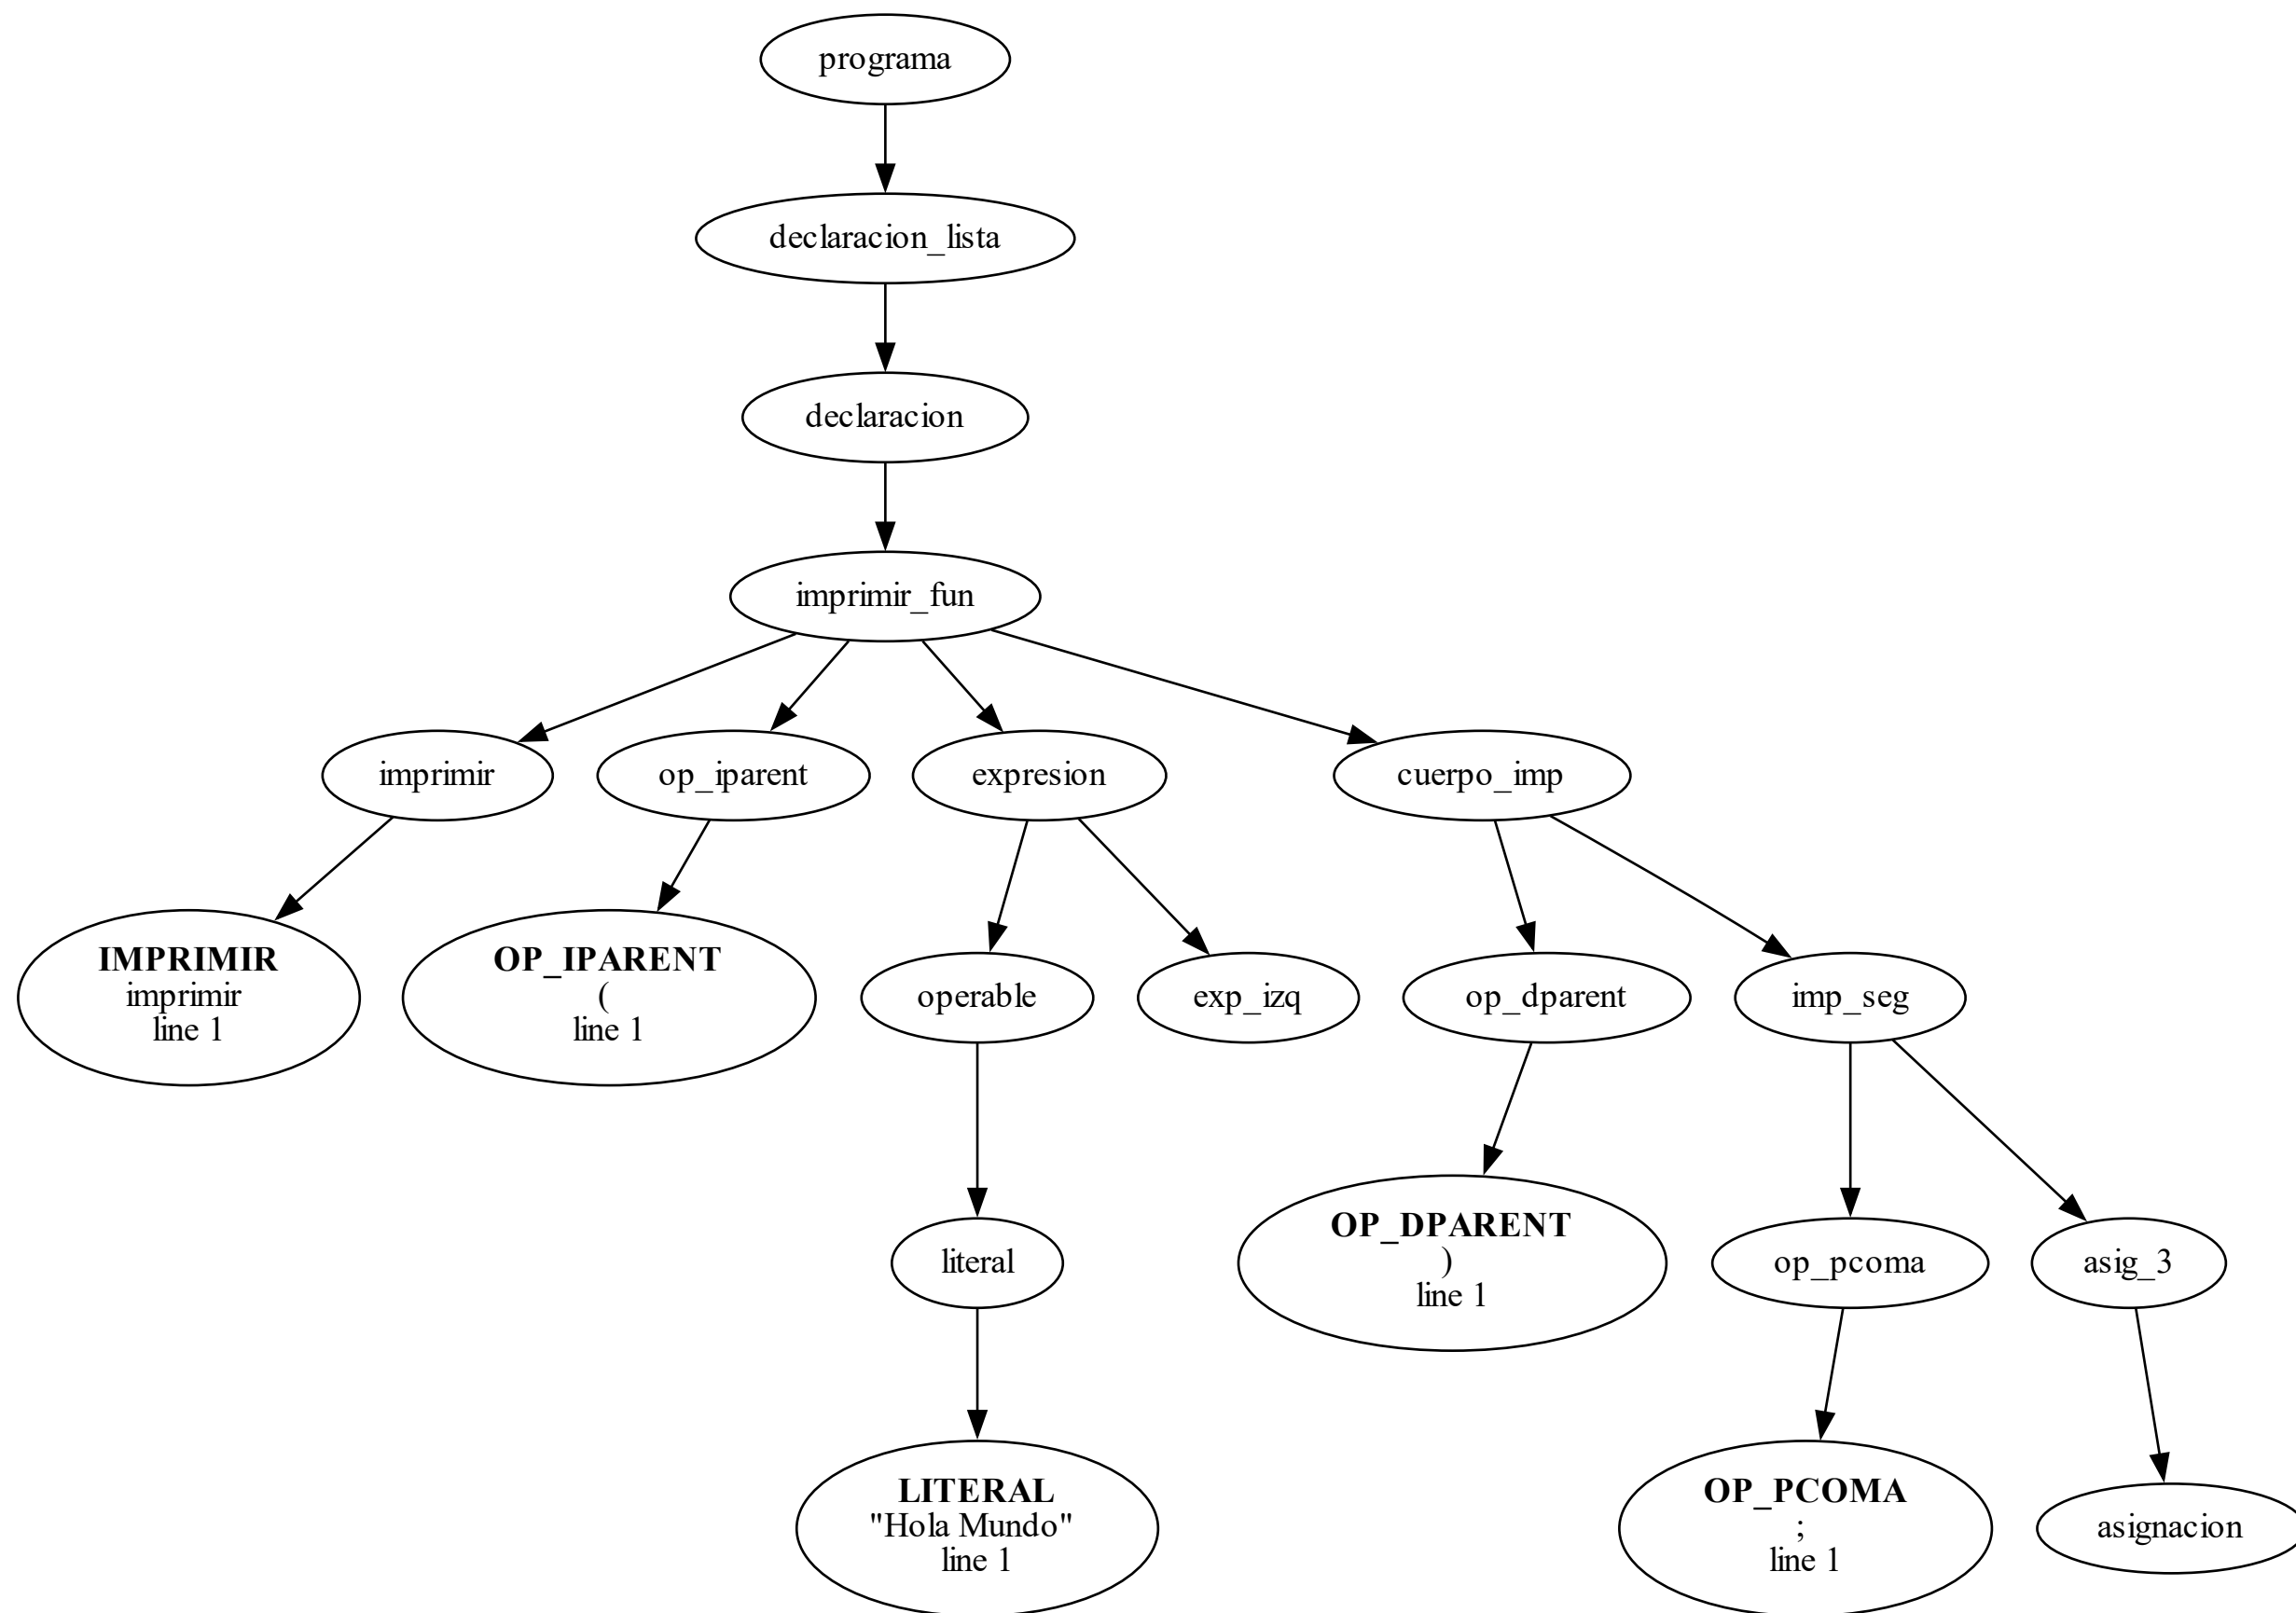 programa
declaracion_lista
declaracion
imprimir_fun
imprimir
op_iparent
expresion
cuerpo_imp
IMPRIMIR
imprimir
line 1
OP_IPARENT
(
line 1
operable
exp_izq
op_dparent
imp_seg
literal
OP_DPARENT
)
line 1
op_pcoma
asig_3
LITERAL
"Hola Mundo"
line 1
OP_PCOMA
;
line 1
asignacion